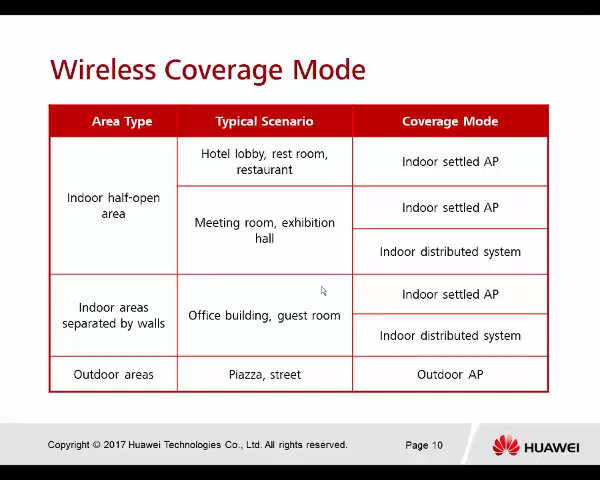 Wireless Coverage Mode
Area Type
Typical Scenario
Coverage Mode
Indoor half-open
area
Hotel lobby, rest room,
restaurant
Indoor settled AP
Meeting room, exhibition
hall
Indoor settled AP
Indoor distributed system
Indoor areas
separated by walls
Office building, guest room
Indoor settled AP
Indoor distributed system
Outdoor areas
Piazza, street
Outdoor AP
Copyright © 2017 Huawei Technologies Co., Ltd. All rights reserved.
Page 10
HUAWEI